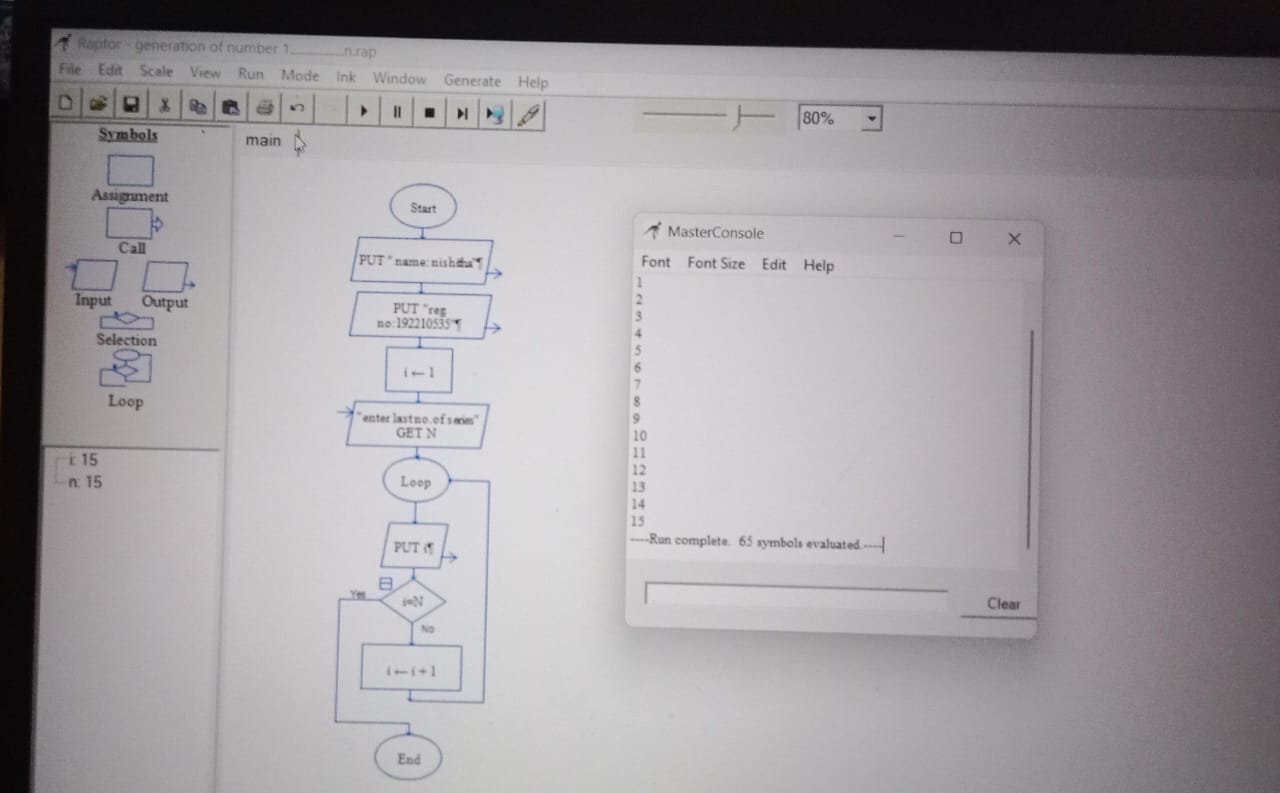 Raptor - generation of number 1..............n.rap
File Edit Scale View Run Mode Ink Window Generate Help
80%
Symbols
main
Assignment
Call
Input Output
Selection
Loop
i: 15
n: 15
Start
PUT "name: nishitha"¶
PUT "reg
no:192210535"¶
i ← 1
"enter last no. of series"
GET N
Loop
PUT i¶
Yes
i=N
No
i ← i + 1
End
MasterConsole
Font Font Size Edit Help
1
2
3
4
5
6
7
8
9
10
11
12
13
14
15
----Run complete. 65 symbols evaluated.----
Clear